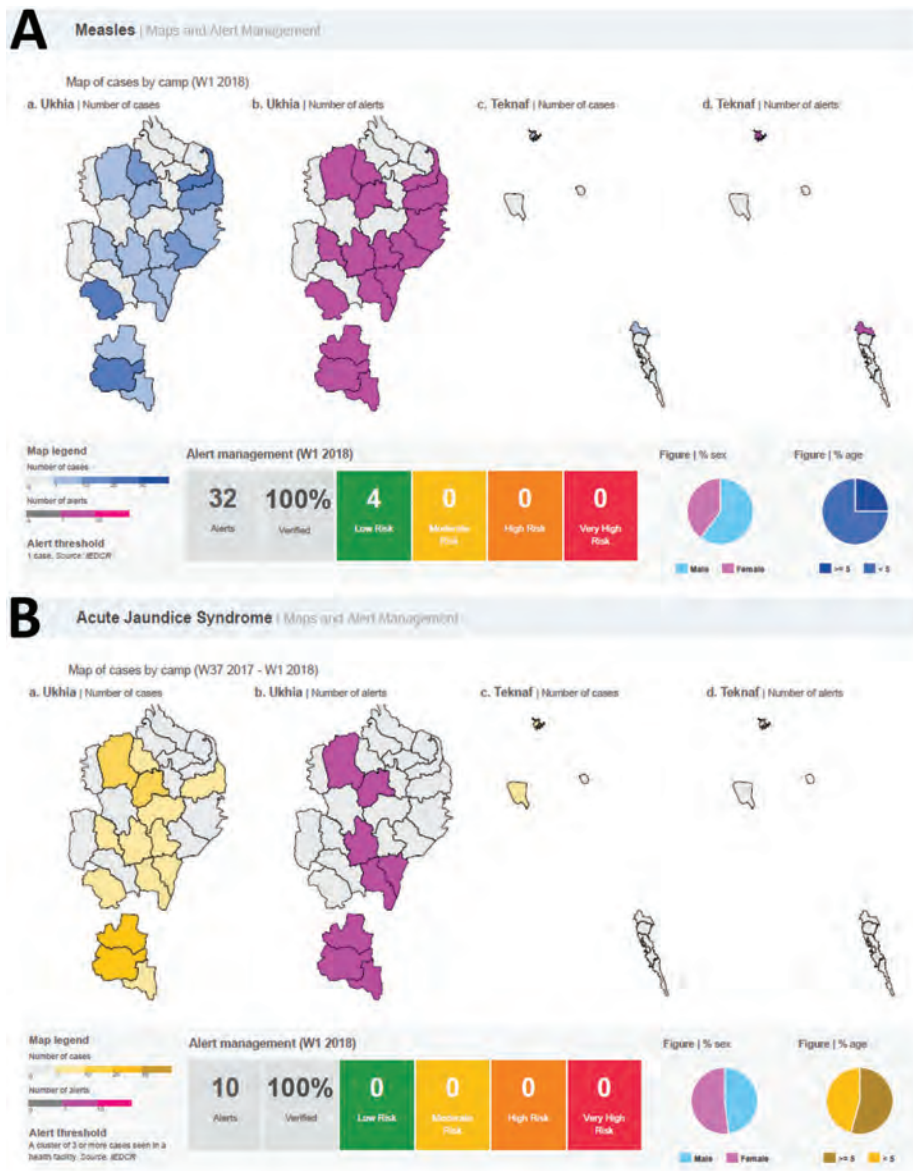 A
Measles | Maps and Alert Management
Map of cases by camp (W1 2018)
a. Ukhia | Number of cases
b. Ukhia | Number of alerts
c. Teknaf | Number of cases
d. Teknaf | Number of alerts
Map legend
Number of cases
Number of alerts
Alert threshold
1 case. Source: IEDCR
Alert management (W1 2018)
32
Alerts
100%
Verified
4
Low Risk
0
Moderate
Risk
0
High Risk
0
Very High
Risk
Figure | % sex
Male Female
Figure | % age
>= 5 < 5
B
Acute Jaundice Syndrome | Maps and Alert Management
Map of cases by camp (W37 2017 - W1 2018)
a. Ukhia | Number of cases
b. Ukhia | Number of alerts
c. Teknaf | Number of cases
d. Teknaf | Number of alerts
Map legend
Number of cases
Number of alerts
Alert threshold
A cluster of 3 or more cases seen in a
health facility. Source: IEDCR
Alert management (W1 2018)
10
Alerts
100%
Verified
0
Low Risk
0
Moderate
Risk
0
High Risk
0
Very High
Risk
Figure | % sex
Male Female
Figure | % age
>= 5 < 5